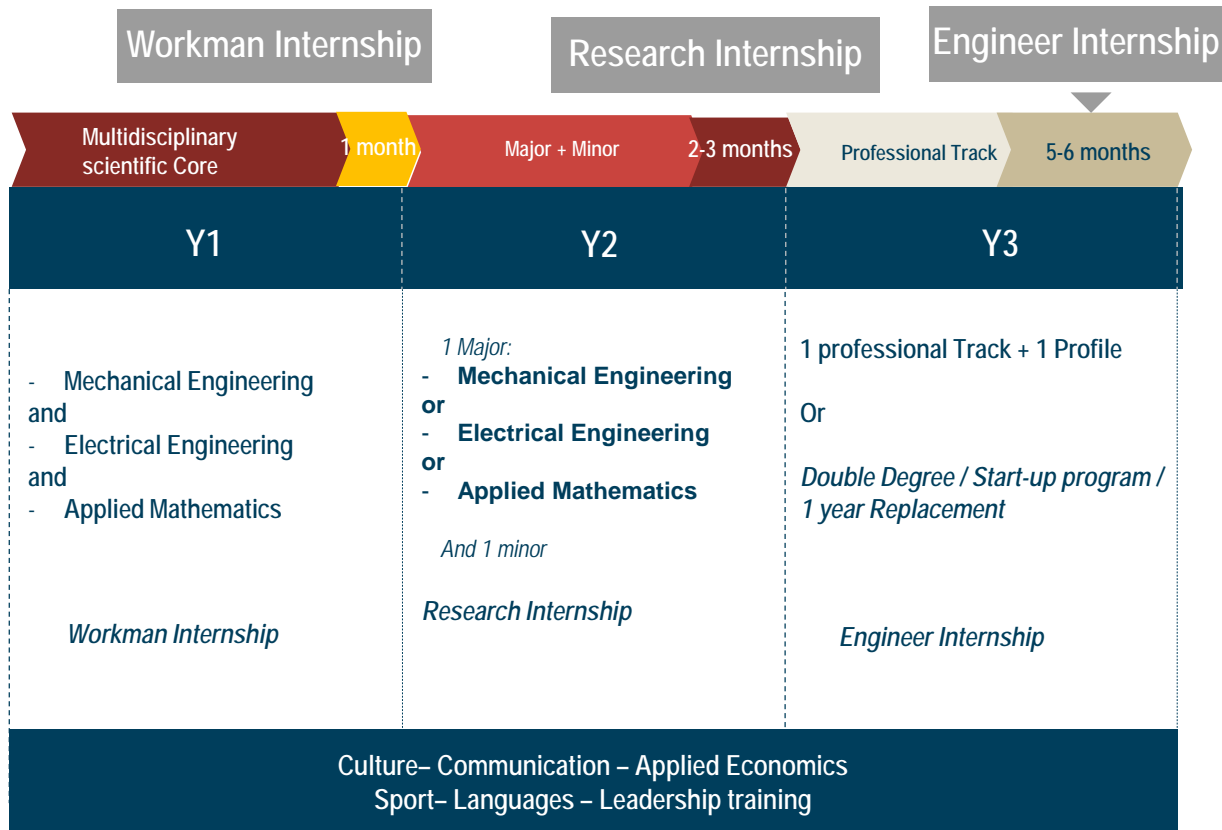 Workman Internship
Research Internship
Engineer Internship
Multidisciplinary
scientific Core
1 month
Major + Minor
2-3 months
Professional Track
5-6 months
Y1
Y2
Y3
- Mechanical Engineering
and
- Electrical Engineering
and
- Applied Mathematics
Workman Internship
1 Major:
- Mechanical Engineering
or
- Electrical Engineering
or
- Applied Mathematics
And 1 minor
Research Internship
1 professional Track + 1 Profile
Or
Double Degree / Start-up program /
1 year Replacement
Engineer Internship
Culture– Communication – Applied Economics
Sport– Languages – Leadership training